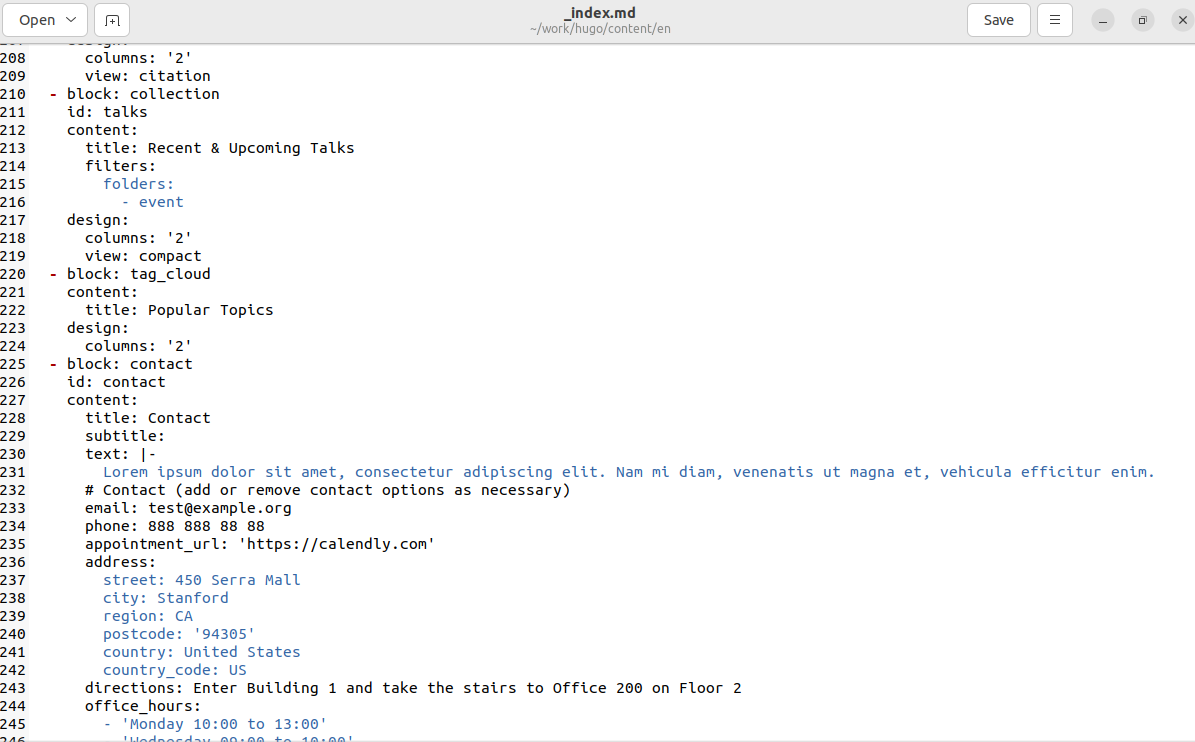 Open
_index.md
~/work/hugo/content/en
Save
207 design:
208 columns: '2'
209 view: citation
210 - block: collection
211 id: talks
212 content:
213 title: Recent & Upcoming Talks
214 filters:
215 folders:
216 - event
217 design:
218 columns: '2'
219 view: compact
220 - block: tag_cloud
221 content:
222 title: Popular Topics
223 design:
224 columns: '2'
225 - block: contact
226 id: contact
227 content:
228 title: Contact
229 subtitle:
230 text: |-
231 Lorem ipsum dolor sit amet, consectetur adipiscing elit. Nam mi diam, venenatis ut magna et, vehicula efficitur enim.
232 # Contact (add or remove contact options as necessary)
233 email: test@example.org
234 phone: 888 888 88 88
235 appointment_url: 'https://calendly.com'
236 address:
237 street: 450 Serra Mall
238 city: Stanford
239 region: CA
240 postcode: '94305'
241 country: United States
242 country_code: US
243 directions: Enter Building 1 and take the stairs to Office 200 on Floor 2
244 office_hours:
245 - 'Monday 10:00 to 13:00'
246 - 'Wednesday 09:00 to 10:00'